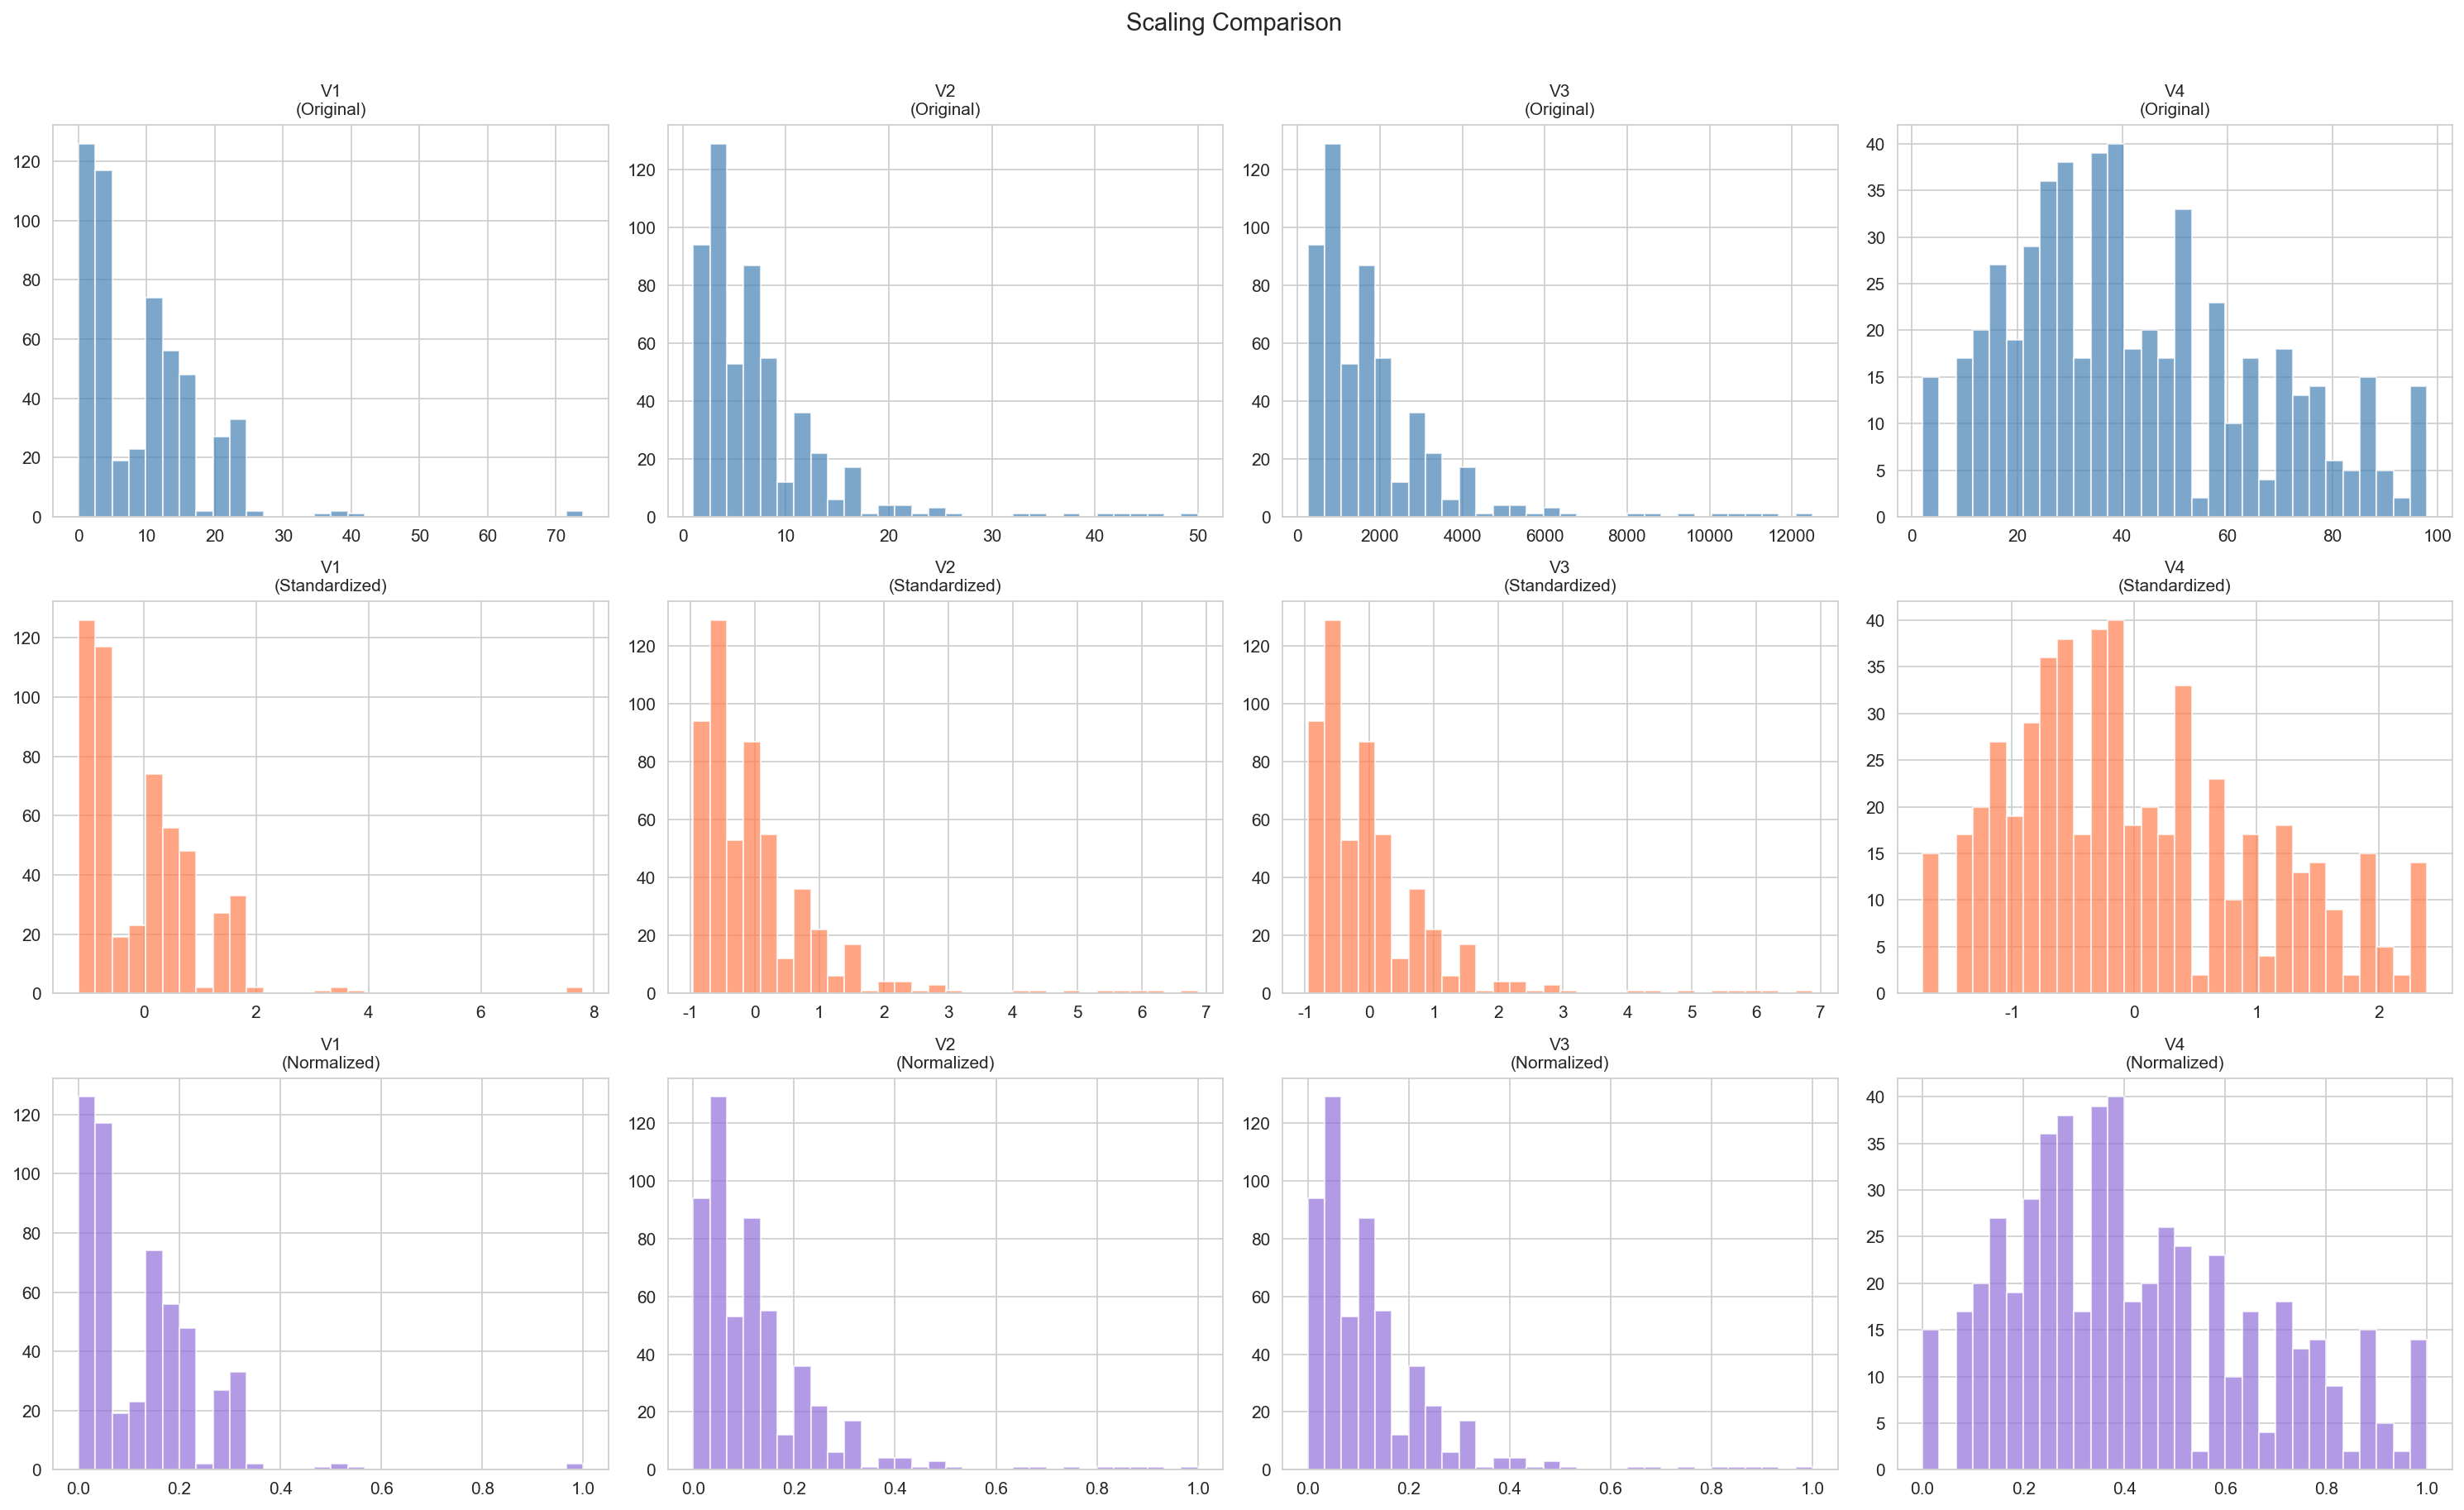 Scaling Comparison
V1
(Original)
V2
(Original)
V3
(Original)
V4
(Original)
120
100
80
60
40
20
0
0 10 20 30 40 50 60 70
120
100
80
60
40
20
0
0 10 20 30 40 50
120
100
80
60
40
20
0
0 2000 4000 6000 8000 10000 12000
40
35
30
25
20
15
10
5
0
0 20 40 60 80 100
V1
(Standardized)
V2
(Standardized)
V3
(Standardized)
V4
(Standardized)
120
100
80
60
40
20
0
0 2 4 6 8
120
100
80
60
40
20
0
-1 0 1 2 3 4 5 6 7
120
100
80
60
40
20
0
-1 0 1 2 3 4 5 6 7
40
35
30
25
20
15
10
5
0
-1 0 1 2
V1
(Normalized)
V2
(Normalized)
V3
(Normalized)
V4
(Normalized)
120
100
80
60
40
20
0
0.0 0.2 0.4 0.6 0.8 1.0
120
100
80
60
40
20
0
0.0 0.2 0.4 0.6 0.8 1.0
120
100
80
60
40
20
0
0.0 0.2 0.4 0.6 0.8 1.0
40
35
30
25
20
15
10
5
0
0.0 0.2 0.4 0.6 0.8 1.0